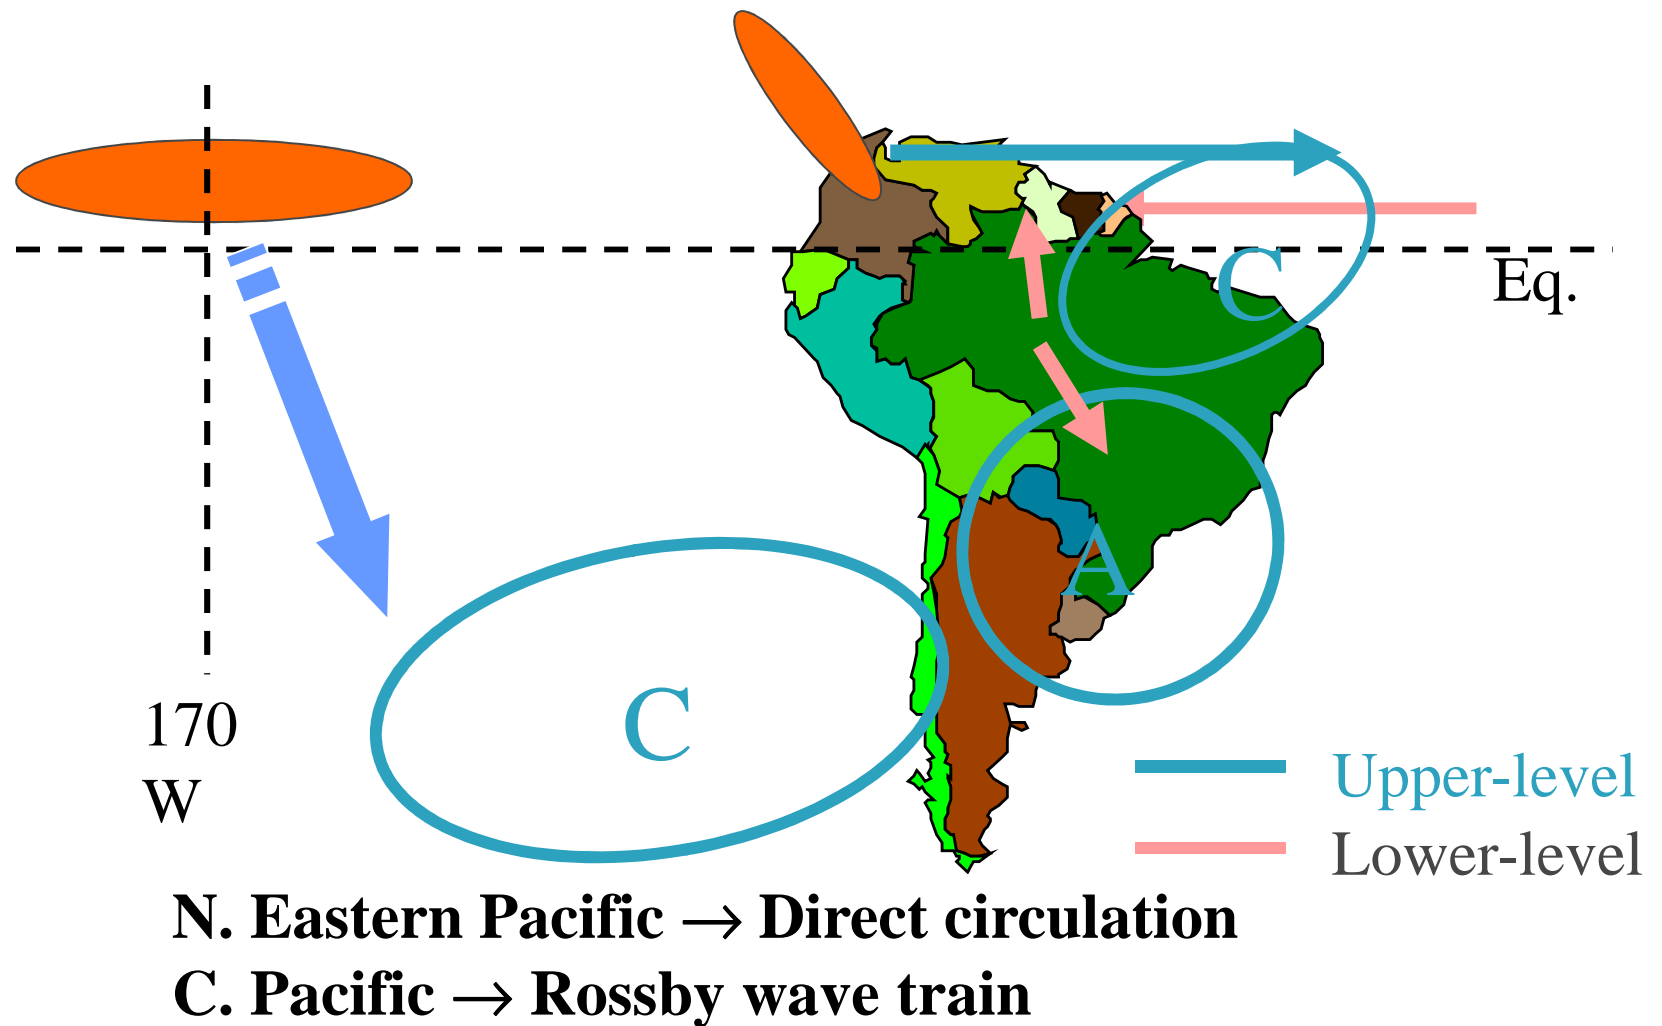 Eq.
C
A
C
170
W
Upper-level
Lower-level
N. Eastern Pacific → Direct circulation
C. Pacific → Rossby wave train